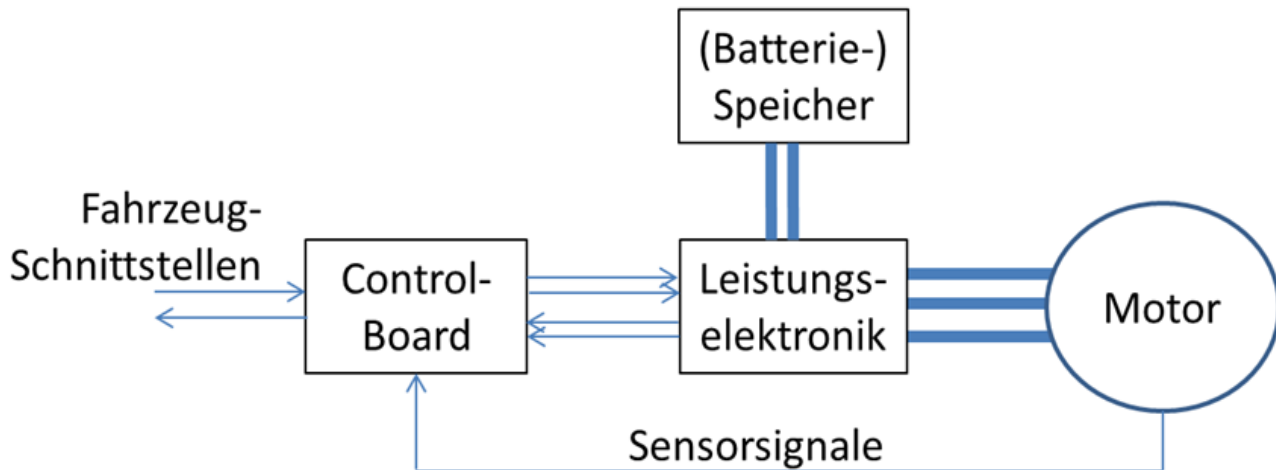 (Batterie-)
Speicher
Fahrzeug-
Schnittstellen
Control-
Board
Leistungs-
elektronik
Motor
Sensorsignale